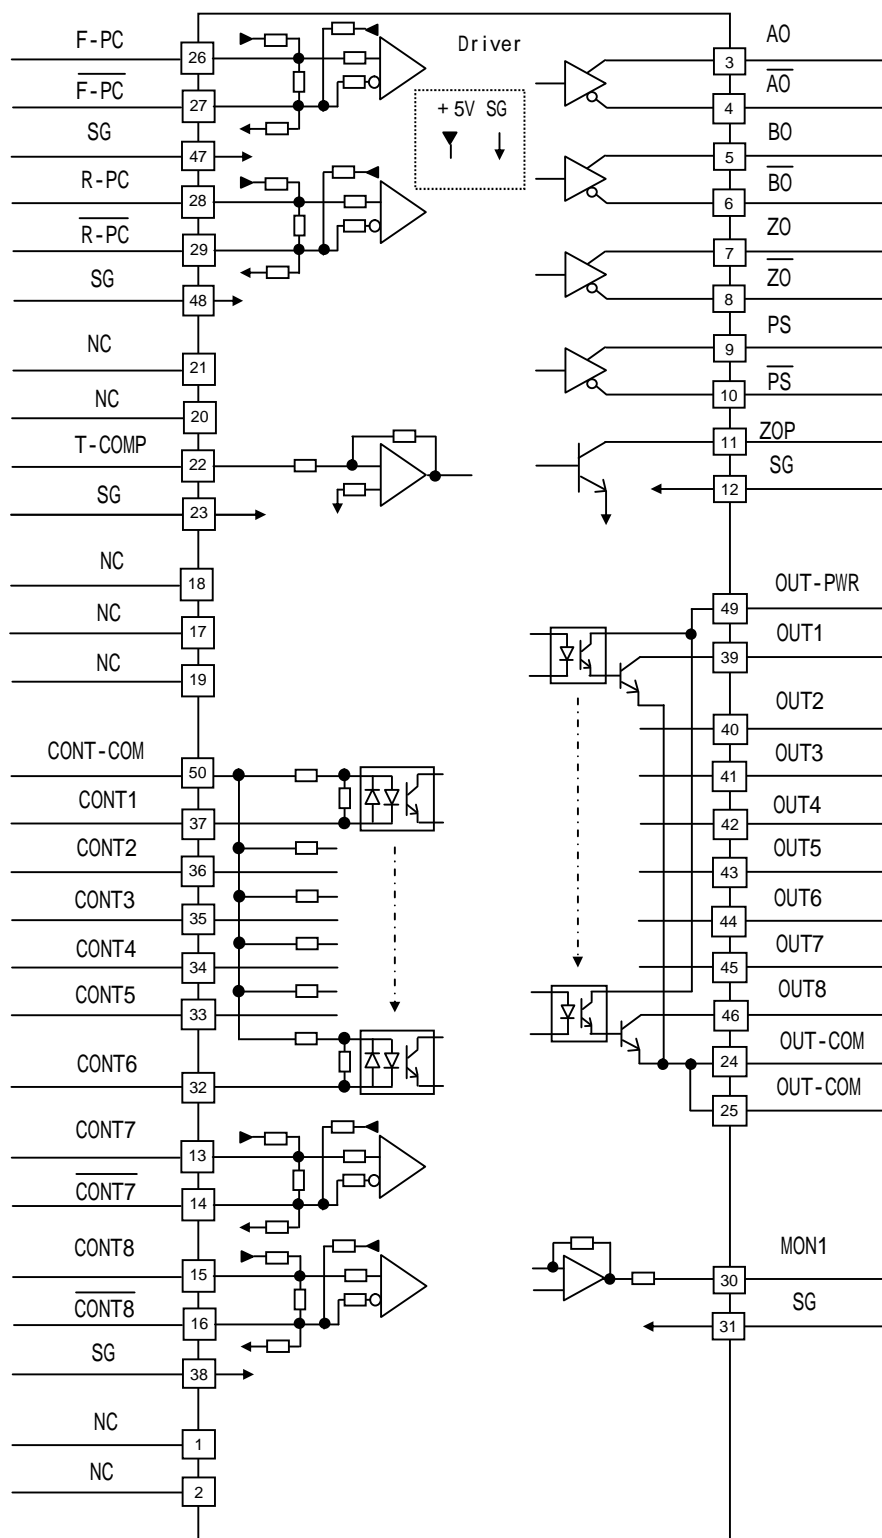 Driver
+5V SG
F-PC
26
F-PC
27
SG
47
R-PC
28
R-PC
29
SG
48
NC
21
NC
20
T-COMP
22
SG
23
NC
18
NC
17
NC
19
CONT-COM
50
CONT1
37
CONT2
36
CONT3
35
CONT4
34
CONT5
33
CONT6
32
CONT7
13
CONT7
14
CONT8
15
CONT8
16
SG
38
NC
1
NC
2
AO
3
AO
4
BO
5
BO
6
ZO
7
ZO
8
PS
9
PS
10
ZOP
11
SG
12
OUT-PWR
49
OUT1
39
OUT2
40
OUT3
41
OUT4
42
OUT5
43
OUT6
44
OUT7
45
OUT8
46
OUT-COM
24
OUT-COM
25
MON1
30
SG
31